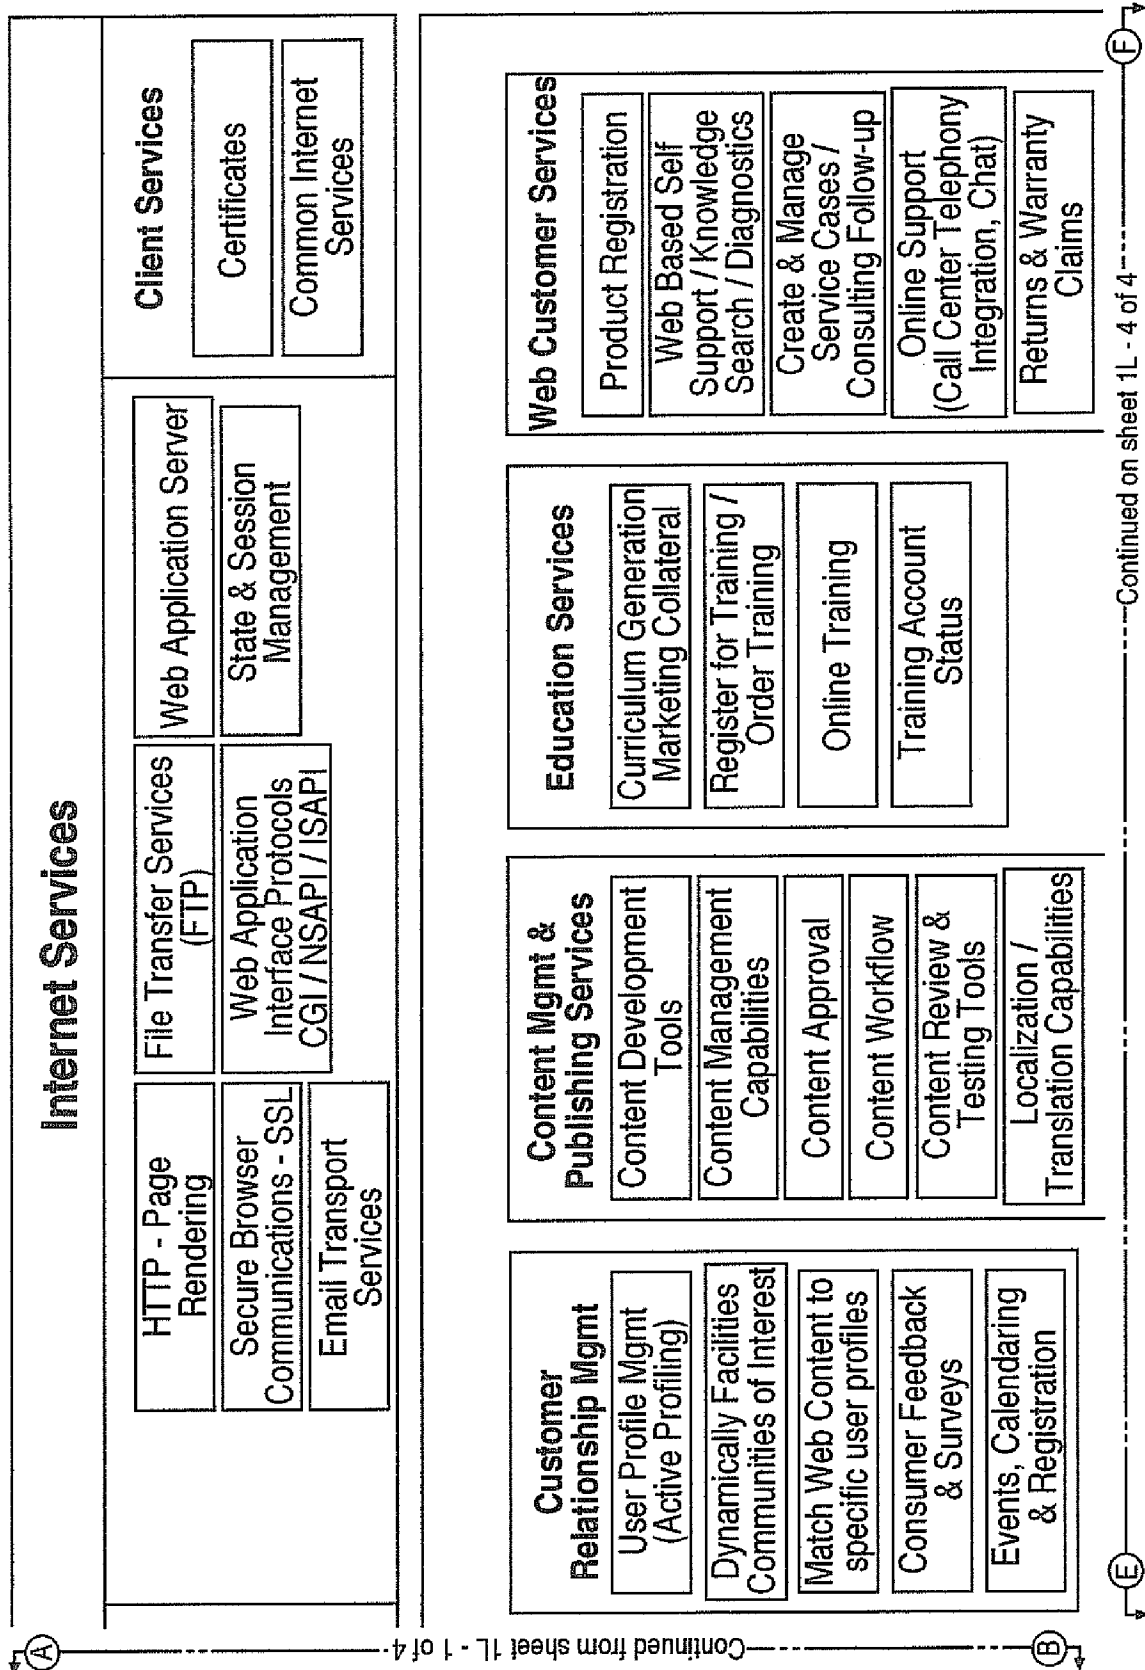 Internet Services
HTTP - Page
Rendering
Secure Browser
Communications - SSL
Email Transport
Services
File Transfer Services
(FTP)
Web Application
Interface Protocols
CGI / NSAPI / ISAPI
Web Application Server
State & Session
Management
Client Services
Certificates
Common Internet
Services
Customer
Relationship Mgmt
User Profile Mgmt
(Active Profiling)
Dynamically Facilities
Communities of Interest
Match Web Content to
specific user profiles
Consumer Feedback
& Surveys
Events, Calendaring
& Registration
Content Mgmt &
Publishing Services
Content Development
Tools
Content Management
Capabilities
Content Approval
Content Workflow
Content Review &
Testing Tools
Localization /
Translation Capabilities
Education Services
Curriculum Generation
Marketing Collateral
Register for Training /
Order Training
Online Training
Training Account
Status
Web Customer Services
Product Registration
Web Based Self
Support / Knowledge
Search / Diagnostics
Create & Manage
Service Cases /
Consulting Follow-up
Online Support
(Call Center Telephony
Integration, Chat)
Returns & Warranty
Claims
A
Continued from sheet 1L - 1 of 4
B
E
Continued on sheet 1L - 4 of 4
F